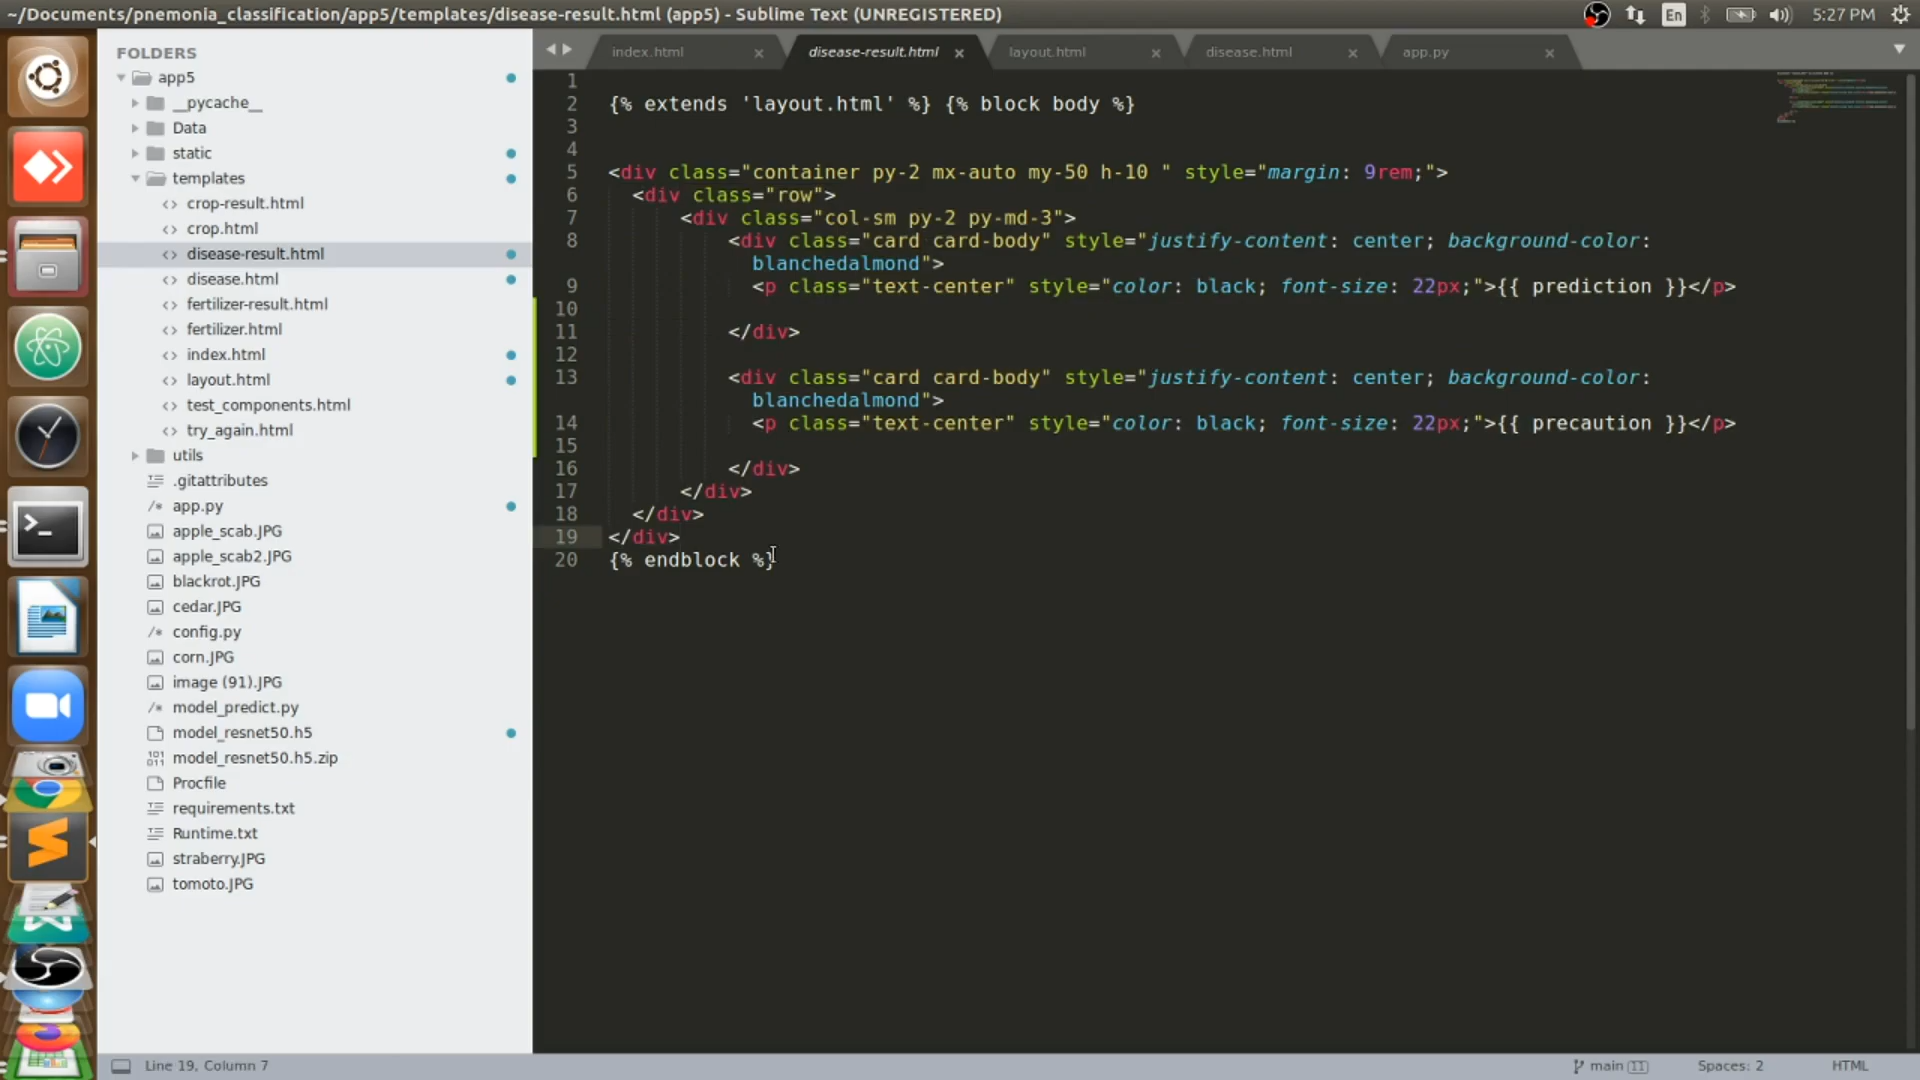 ~/Documents/pnemonia_classification/app5/templates/disease-result.html (app5) - Sublime Text (UNREGISTERED)
En
5:27 PM
FOLDERS
app5
__pycache__
Data
static
templates
crop-result.html
crop.html
disease-result.html
disease.html
fertilizer-result.html
fertilizer.html
index.html
layout.html
test_components.html
try_again.html
utils
.gitattributes
/* app.py
apple_scab.JPG
apple_scab2.JPG
blackrot.JPG
cedar.JPG
/* config.py
corn.JPG
image (91).JPG
/* model_predict.py
model_resnet50.h5
model_resnet50.h5.zip
Procfile
requirements.txt
Runtime.txt
straberry.JPG
tomoto.JPG
index.html
disease-result.html
layout.html
disease.html
app.py
1
2 {% extends 'layout.html' %} {% block body %}
3
4
5 <div class="container py-2 mx-auto my-50 h-10 " style="margin: 9rem;">
6 <div class="row">
7 <div class="col-sm py-2 py-md-3">
8 <div class="card card-body" style="justify-content: center; background-color:
blanchedalmond">
9 <p class="text-center" style="color: black; font-size: 22px;">{{ prediction }}</p>
10
11 </div>
12
13 <div class="card card-body" style="justify-content: center; background-color:
blanchedalmond">
14 <p class="text-center" style="color: black; font-size: 22px;">{{ precaution }}</p>
15
16 </div>
17 </div>
18 </div>
19 </div>
20 {% endblock %}
Line 19, Column 7
main 11
Spaces: 2
HTML